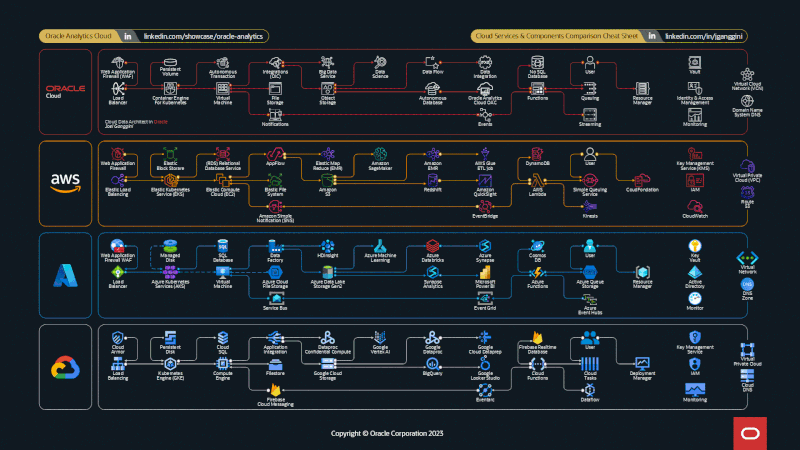 Oracle Analytics Cloud
in
linkedin.com/showcase/oracle-analytics
Cloud Services & Components Comparison Cheat Sheet
in
linkedin.com/in/jganggini
ORACLE
Cloud
Web Application
Firewall (WAF)
Persistent
Volume
Autonomous
Transaction
Integrations
(OIC)
Big Data
Service
Data
Science
Data Flow
Data
Integration
No SQL
Database
User
Vault
Virtual Cloud
Network (VCN)
Load
Balancer
Container Engine
For Kubernetes
Virtual
Machine
File
Storage
Object
Storage
Autonomous
Database
Oracle Analytics
Cloud OAC
Functions
Queuing
Resource
Manager
Identity & Access
Management
Domain Name
System DNS
Cloud Data Architect in Oracle
Joel Ganggini
Notifications
Events
Streaming
Monitoring
aws
Web Application
Firewall
Elastic
Block Storare
(RDS) Relational
Database Service
AppFlow
Elastic Map
Reduce (EMR)
Amazon
SageMaker
Amazon
EMR
AWS Glue
ETL Job
DynamoDB
User
Key Management
Service (KMS)
Virtual Private
Cloud (VPC)
Elastic Load
Balancing
Elastic Kubernetes
Service (EKS)
Elastic Compute
Cloud (EC2)
Elastic File
System
Amazon
S3
Redshift
Amazon
QuickSight
AWS
Lambda
Simple Queuing
Service
CloudFondation
IAM
Route
53
Amazon Simple
Notification (SNS)
EventBridge
Kinesis
CloudWatch
Web Application
Firewall WAF
Managed
Disk
SQL
Database
Data
Factory
HDInsight
Azure Machine
Learning
Azure
Databricks
Azure
Synapse
Cosmos
DB
User
Key
Vault
Virtual
Network
Load
Balancer
Azure Kubernetes
Services (AKS)
Virtual
Machine
Azure Cloud
File Storage
Azure Data Lake
Storage Gen2
Synapse
Analytics
Microsoft
Power BI
Azure
Functions
Azure Queue
Storage
Resource
Manager
Active
Directory
DNS
Zone
Service Bus
Event Grid
Azure
Event Hubs
Monitor
Cloud
Armor
Persistent
Disk
Cloud
SQL
Application
Integration
Dataproc
Confidential Compute
Google
Vertex AI
Google
Dataproc
Google
Cloud Dataprep
Firebase Realtime
Database
User
Key Management
Service
Virtual
Private Cloud
Load
Balancing
Kubernetes
Engine (GKE)
Compute
Engine
Filestore
Google Cloud
Storage
BigQuery
Google
Looker Studio
Cloud
Functions
Cloud
Tasks
Deployment
Manager
IAM
Cloud
DNS
Firebase
Cloud Messaging
Eventarc
Dataflow
Monitoring
Copyright © Oracle Corporation 2023